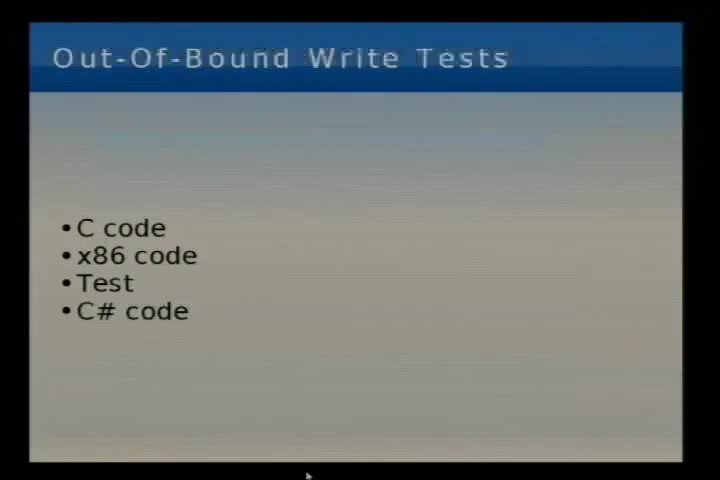 Out-Of-Bound Write Tests
• C code
• x86 code
• Test
• C# code